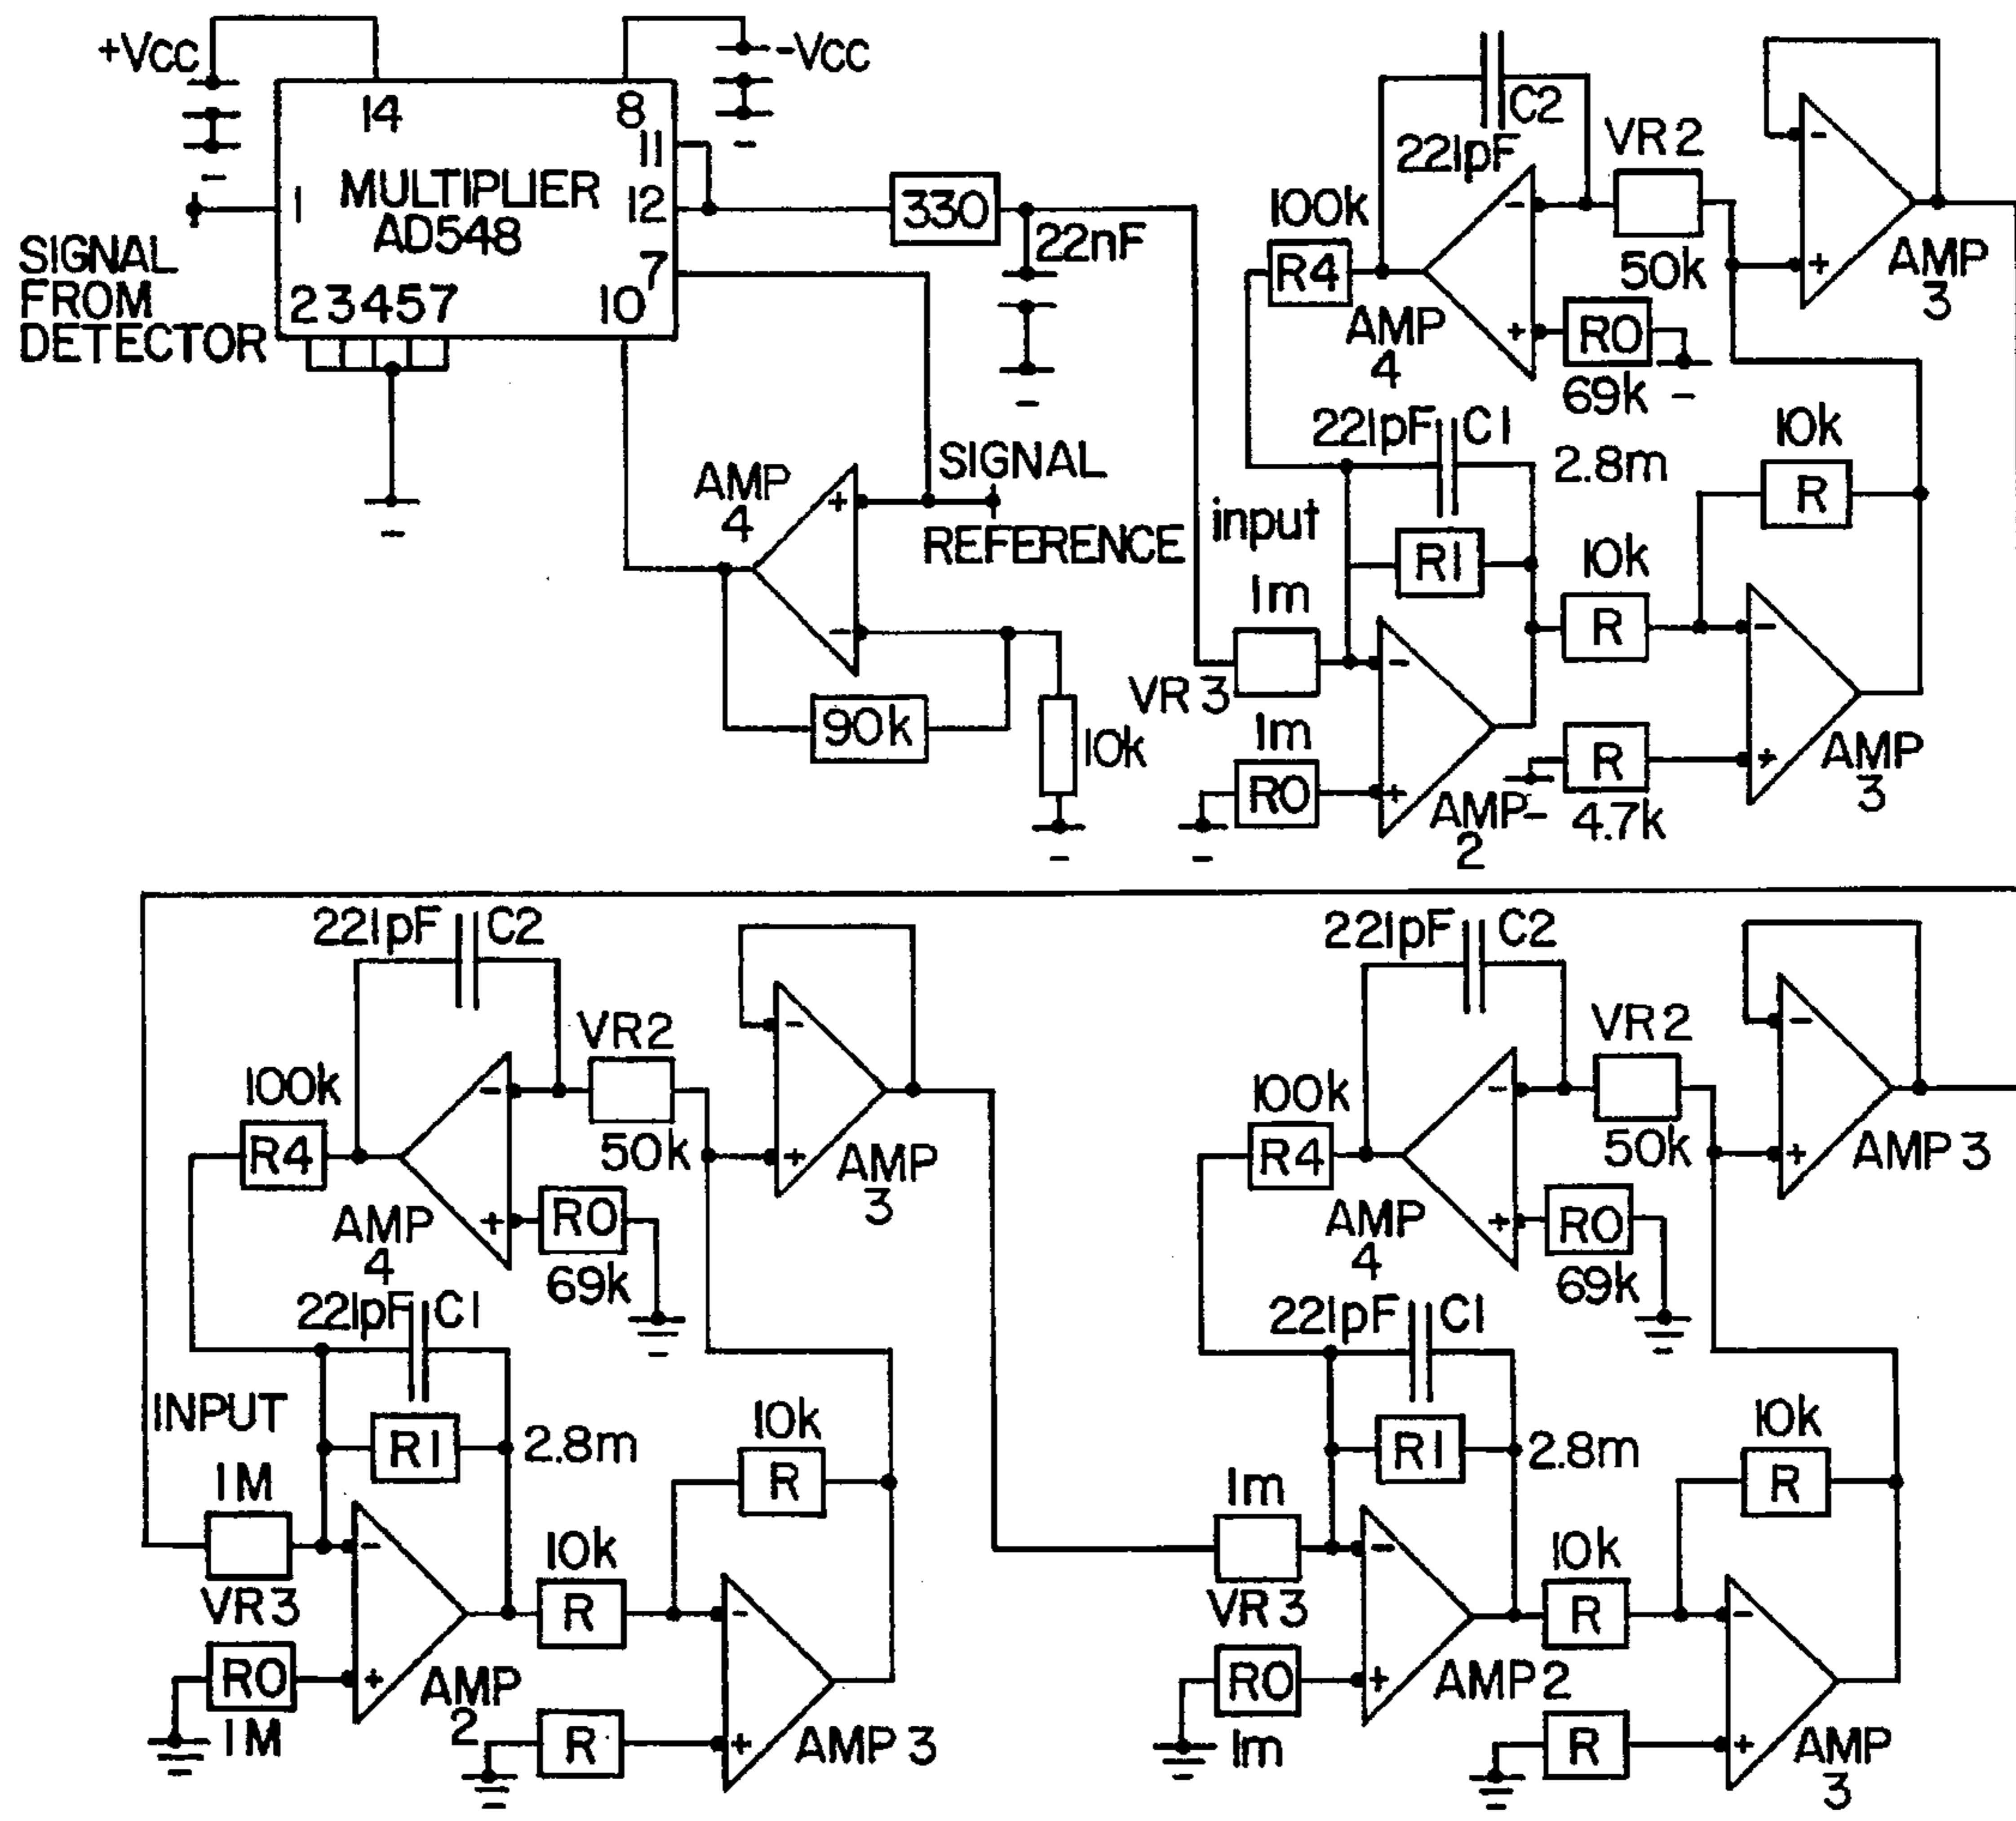 +VCC
-VCC
14
8
11
MULTIPLIER
AD548
1
12
7
2 3 4 5 7
10
SIGNAL
FROM
DETECTOR
330
22nF
AMP
4
+
-
SIGNAL
REFERENCE
90k
10k
C2
221pF
VR2
50k
100k
R4
AMP
4
-
+
R0
69k
-
+
AMP
3
221pF
C1
2.8m
input
R1
1m
VR3
1m
R0
-
+
AMP
2
10k
R
10k
R
R
4.7k
-
+
AMP
3
221pF
C2
VR2
50k
100k
R4
AMP
4
-
+
R0
69k
-
+
AMP
3
221pF
C1
INPUT
R1
2.8m
1M
VR3
R0
1M
-
+
AMP
2
10k
R
10k
R
R
-
+
AMP 3
221pF
C2
VR2
50k
100k
R4
AMP
4
-
+
R0
69k
-
+
AMP 3
221pF
C1
R1
2.8m
1m
VR3
R0
1m
-
+
AMP2
10k
R
10k
R
R
-
+
AMP
3